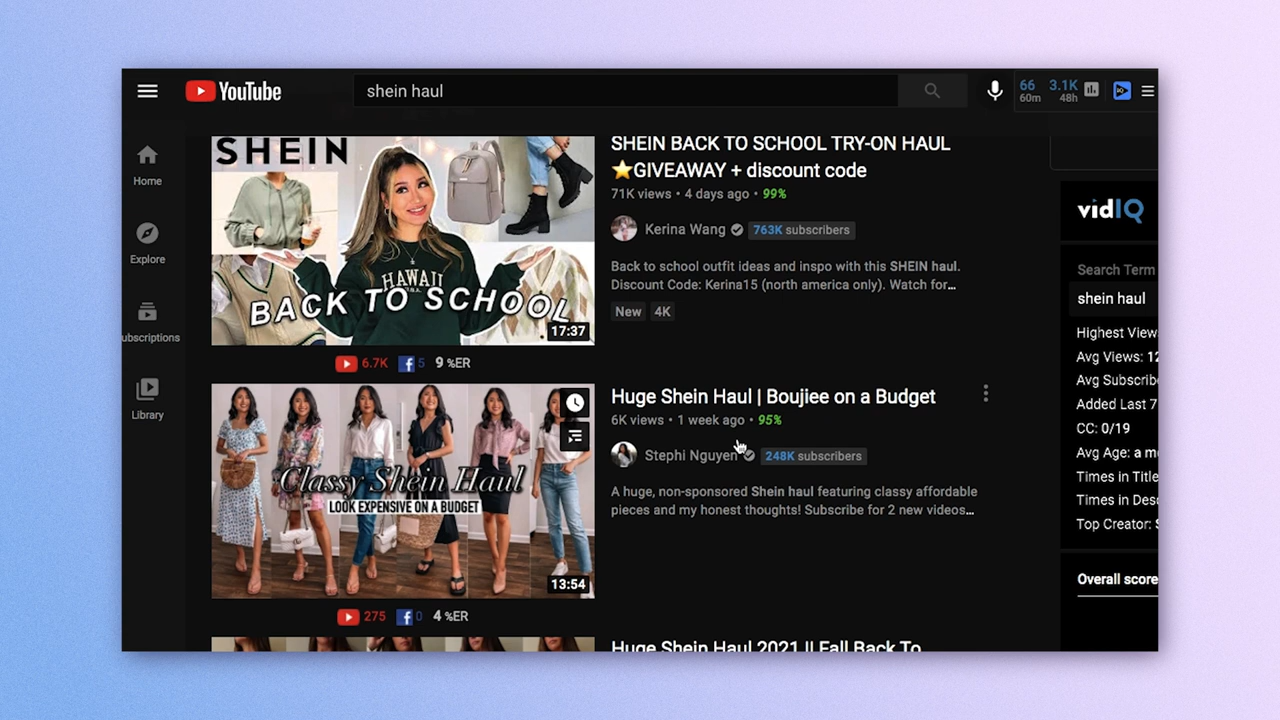 YouTube
shein haul
66
60m
3.1K
48h
Home
Explore
ubscriptions
Library
SHEIN
HAWAII
BACK TO SCHOOL
17:37
6.7K
5
9 %ER
SHEIN BACK TO SCHOOL TRY-ON HAUL
⭐GIVEAWAY + discount code
71K views • 4 days ago • 99%
Kerina Wang
763K subscribers
Back to school outfit ideas and inspo with this SHEIN haul.
Discount Code: Kerina15 (north america only). Watch for...
New
4K
Classy Shein Haul
LOOK EXPENSIVE ON A BUDGET
13:54
275
0
4 %ER
Huge Shein Haul | Boujiee on a Budget
6K views • 1 week ago • 95%
Stephi Nguyen
248K subscribers
A huge, non-sponsored Shein haul featuring classy affordable
pieces and my honest thoughts! Subscribe for 2 new videos...
Huge Shein Haul 2021 || Fall Back To
vidIQ
Search Term
shein haul
Highest View
Avg Views: 12
Avg Subscrib
Added Last 7
CC: 0/19
Avg Age: a m
Times in Title
Times in Desc
Top Creator: S
Overall score